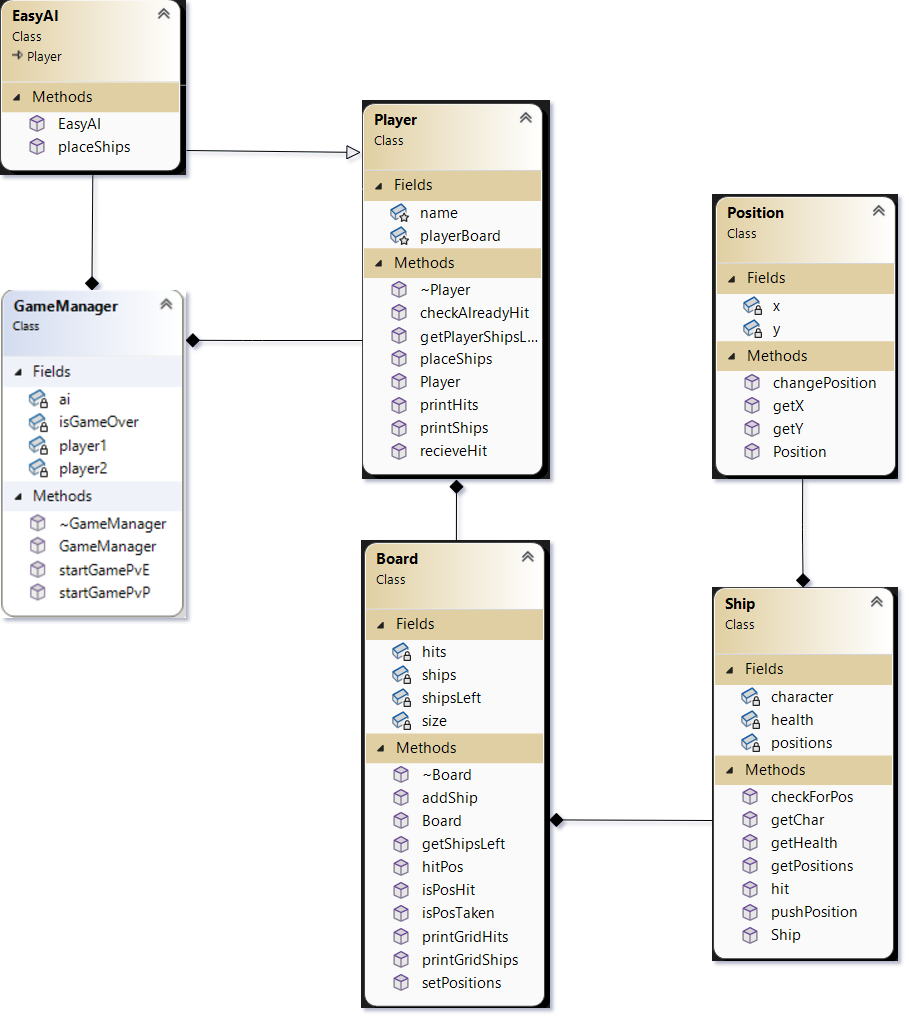 EasyAI
Class
Player
Methods
EasyAI
placeShips
Player
Class
Fields
name
playerBoard
Methods
~Player
checkAlreadyHit
getPlayerShipsL...
placeShips
Player
printHits
printShips
recieveHit
Position
Class
Fields
x
y
Methods
changePosition
getX
getY
Position
GameManager
Class
Fields
ai
isGameOver
player1
player2
Methods
~GameManager
GameManager
startGamePvE
startGamePvP
Board
Class
Fields
hits
ships
shipsLeft
size
Methods
~Board
addShip
Board
getShipsLeft
hitPos
isPosHit
isPosTaken
printGridHits
printGridShips
setPositions
Ship
Class
Fields
character
health
positions
Methods
checkForPos
getChar
getHealth
getPositions
hit
pushPosition
Ship